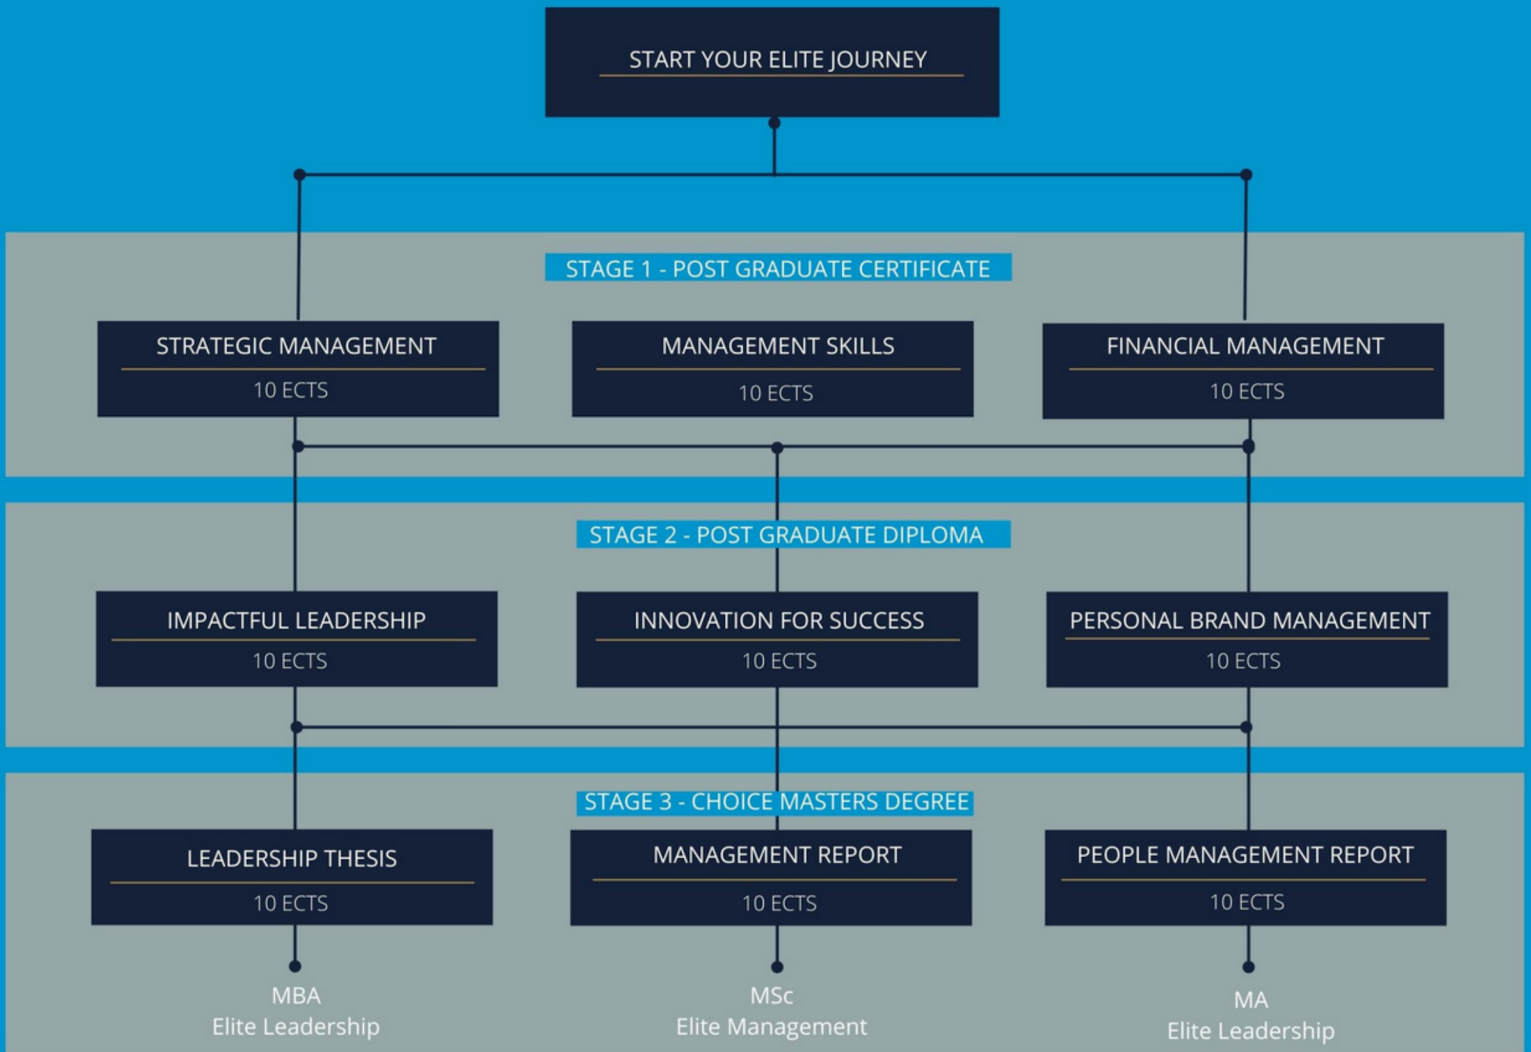 START YOUR ELITE JOURNEY
STAGE 1 - POST GRADUATE CERTIFICATE
STRATEGIC MANAGEMENT
10 ECTS
MANAGEMENT SKILLS
10 ECTS
FINANCIAL MANAGEMENT
10 ECTS
STAGE 2 - POST GRADUATE DIPLOMA
IMPACTFUL LEADERSHIP
10 ECTS
INNOVATION FOR SUCCESS
10 ECTS
PERSONAL BRAND MANAGEMENT
10 ECTS
STAGE 3 - CHOICE MASTERS DEGREE
LEADERSHIP THESIS
10 ECTS
MANAGEMENT REPORT
10 ECTS
PEOPLE MANAGEMENT REPORT
10 ECTS
MBA
Elite Leadership
MSc
Elite Management
MA
Elite Leadership